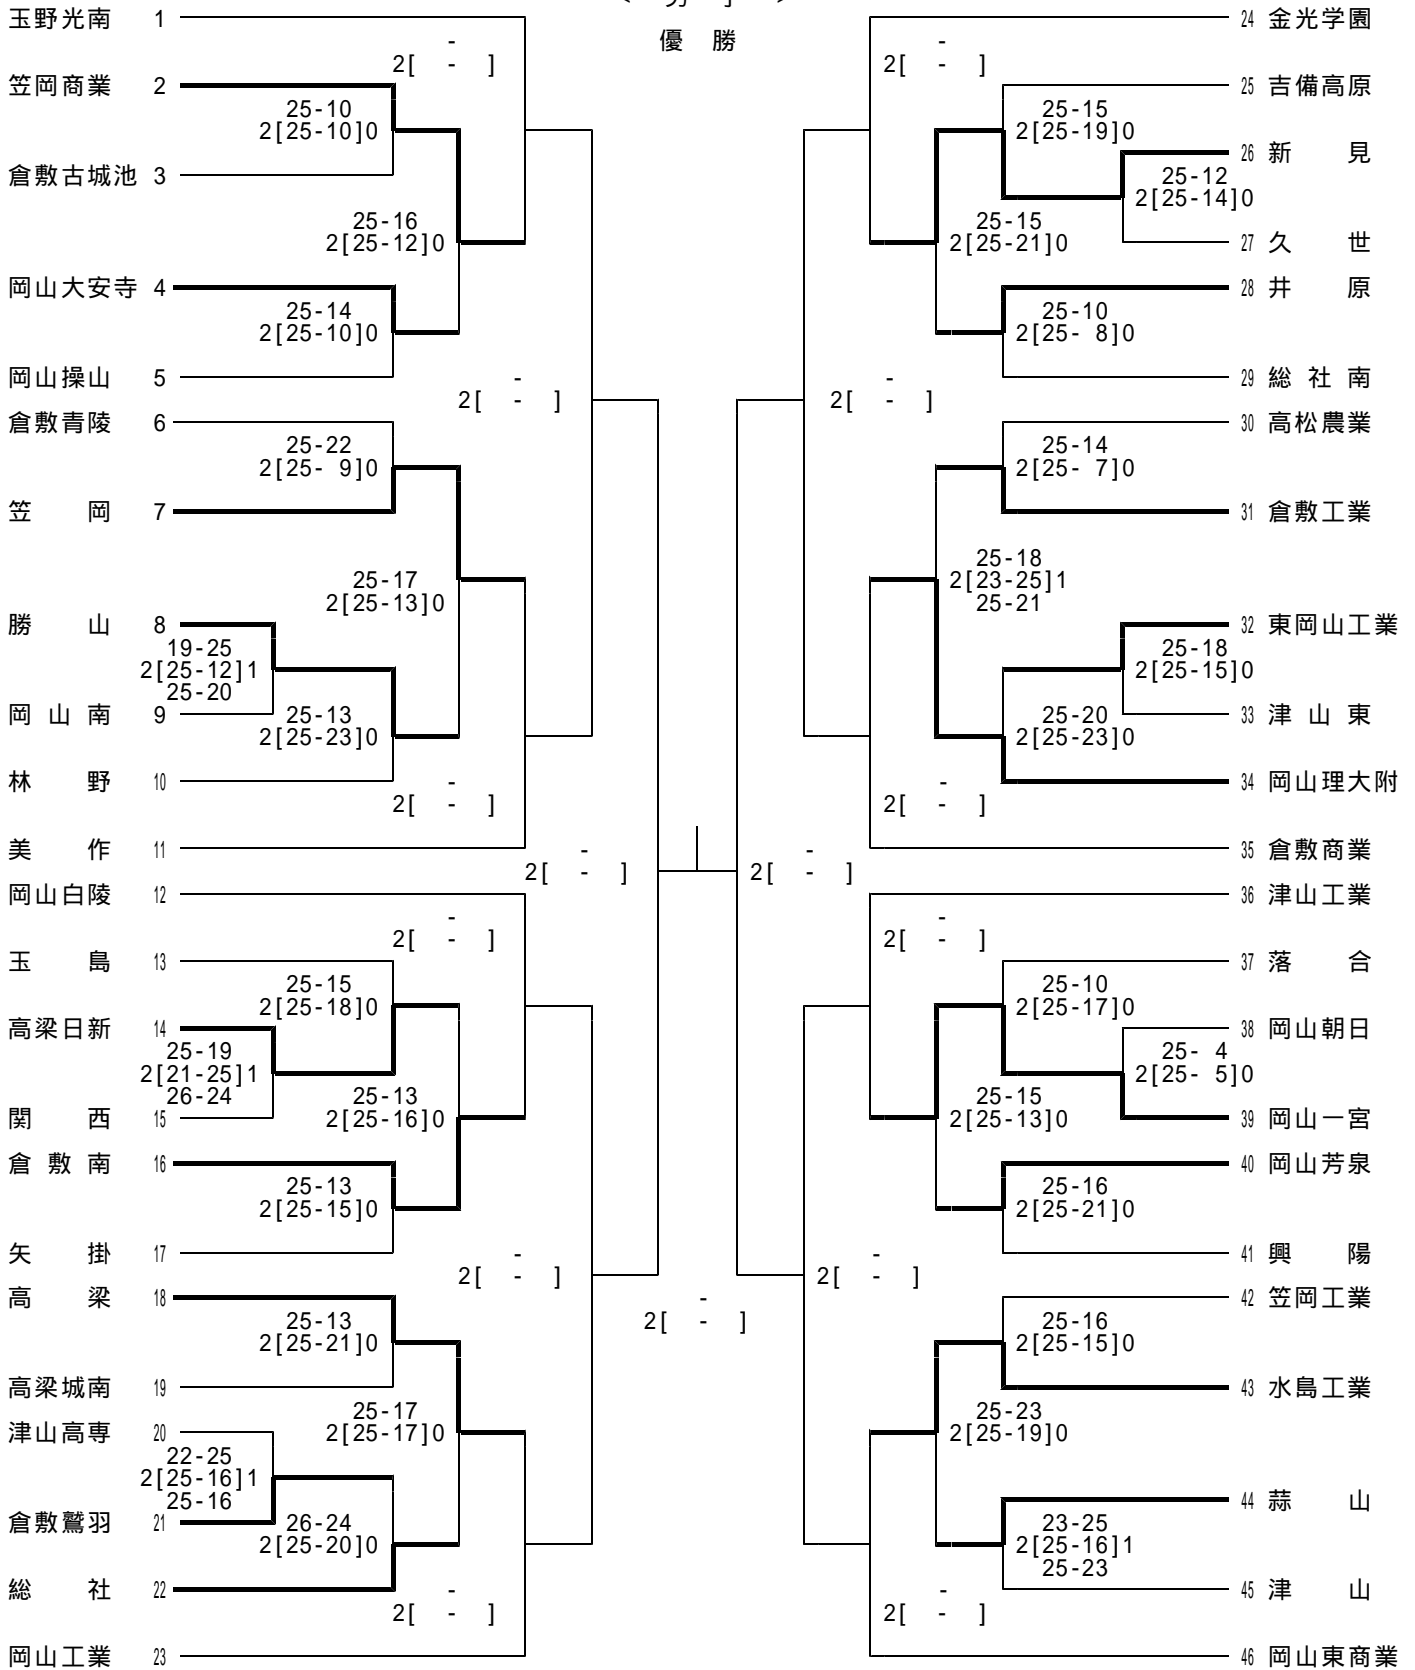 優 勝
玉野光南 1
-
2[ - ]
笠岡商業 2
25-10
2[25-10]0
倉敷古城池 3
25-16
2[25-12]0
岡山大安寺 4
25-14
2[25-10]0
岡山操山 5
-
2[ - ]
倉敷青陵 6
25-22
2[25- 9]0
笠 岡 7
25-17
2[25-13]0
勝 山 8
19-25
2[25-12]1
25-20
岡 山 南 9
25-13
2[25-23]0
林 野 10
-
2[ - ]
美 作 11
-
2[ - ]
岡山白陵 12
-
2[ - ]
玉 島 13
25-15
2[25-18]0
高梁日新 14
25-19
2[21-25]1
26-24
25-13
2[25-16]0
関 西 15
倉 敷 南 16
25-13
2[25-15]0
矢 掛 17
-
2[ - ]
高 梁 18
25-13
2[25-21]0
高梁城南 19
25-17
2[25-17]0
津山高専 20
22-25
2[25-16]1
25-16
倉敷鷲羽 21
26-24
2[25-20]0
総 社 22
-
2[ - ]
岡山工業 23
-
2[ - ]
24 金光学園
-
2[ - ]
25 吉備高原
25-15
2[25-19]0
26 新 見
25-12
2[25-14]0
25-15
2[25-21]0
27 久 世
28 井 原
25-10
2[25- 8]0
29 総 社 南
-
2[ - ]
30 高松農業
25-14
2[25- 7]0
31 倉敷工業
25-18
2[23-25]1
25-21
32 東岡山工業
25-18
2[25-15]0
33 津 山 東
25-20
2[25-23]0
34 岡山理大附
-
2[ - ]
35 倉敷商業
-
2[ - ]
36 津山工業
-
2[ - ]
37 落 合
25-10
2[25-17]0
38 岡山朝日
25- 4
2[25- 5]0
25-15
2[25-13]0
39 岡山一宮
40 岡山芳泉
25-16
2[25-21]0
41 興 陽
-
2[ - ]
42 笠岡工業
25-16
2[25-15]0
43 水島工業
25-23
2[25-19]0
44 蒜 山
23-25
2[25-16]1
25-23
45 津 山
-
2[ - ]
46 岡山東商業